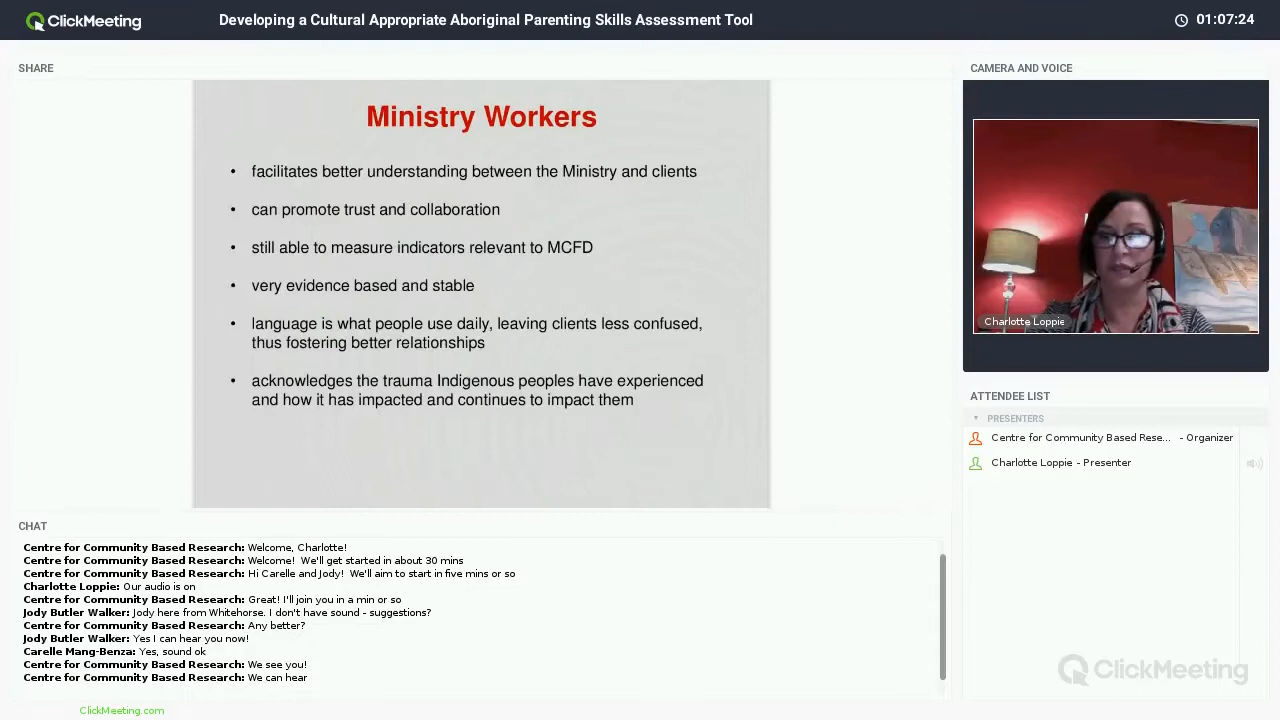 ClickMeeting
Developing a Cultural Appropriate Aboriginal Parenting Skills Assessment Tool
01:07:24
SHARE
Ministry Workers
• facilitates better understanding between the Ministry and clients
• can promote trust and collaboration
• still able to measure indicators relevant to MCFD
• very evidence based and stable
• language is what people use daily, leaving clients less confused,
thus fostering better relationships
• acknowledges the trauma Indigenous peoples have experienced
and how it has impacted and continues to impact them
CAMERA AND VOICE
Charlotte Loppie
ATTENDEE LIST
PRESENTERS
Centre for Community Based Rese... - Organizer
Charlotte Loppie - Presenter
CHAT
Centre for Community Based Research: Welcome, Charlotte!
Centre for Community Based Research: Welcome! We'll get started in about 30 mins
Centre for Community Based Research: Hi Carelle and Jody! We'll aim to start in five mins or so
Charlotte Loppie: Our audio is on
Centre for Community Based Research: Great! I'll join you in a min or so
Jody Butler Walker: Jody here from Whitehorse. I don't have sound - suggestions?
Centre for Community Based Research: Any better?
Jody Butler Walker: Yes I can hear you now!
Carelle Mang-Benza: Yes, sound ok
Centre for Community Based Research: We see you!
Centre for Community Based Research: We can hear
ClickMeeting
ClickMeeting.com